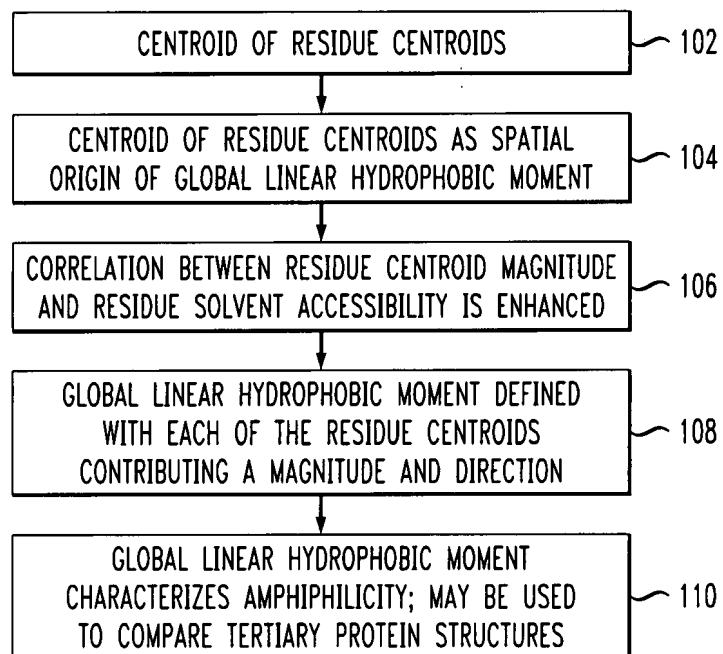 CENTROID OF RESIDUE CENTROIDS
102
CENTROID OF RESIDUE CENTROIDS AS SPATIAL
ORIGIN OF GLOBAL LINEAR HYDROPHOBIC MOMENT
104
CORRELATION BETWEEN RESIDUE CENTROID MAGNITUDE
AND RESIDUE SOLVENT ACCESSIBILITY IS ENHANCED
106
GLOBAL LINEAR HYDROPHOBIC MOMENT DEFINED
WITH EACH OF THE RESIDUE CENTROIDS
CONTRIBUTING A MAGNITUDE AND DIRECTION
108
GLOBAL LINEAR HYDROPHOBIC MOMENT
CHARACTERIZES AMPHIPHILICITY; MAY BE USED
TO COMPARE TERTIARY PROTEIN STRUCTURES
110